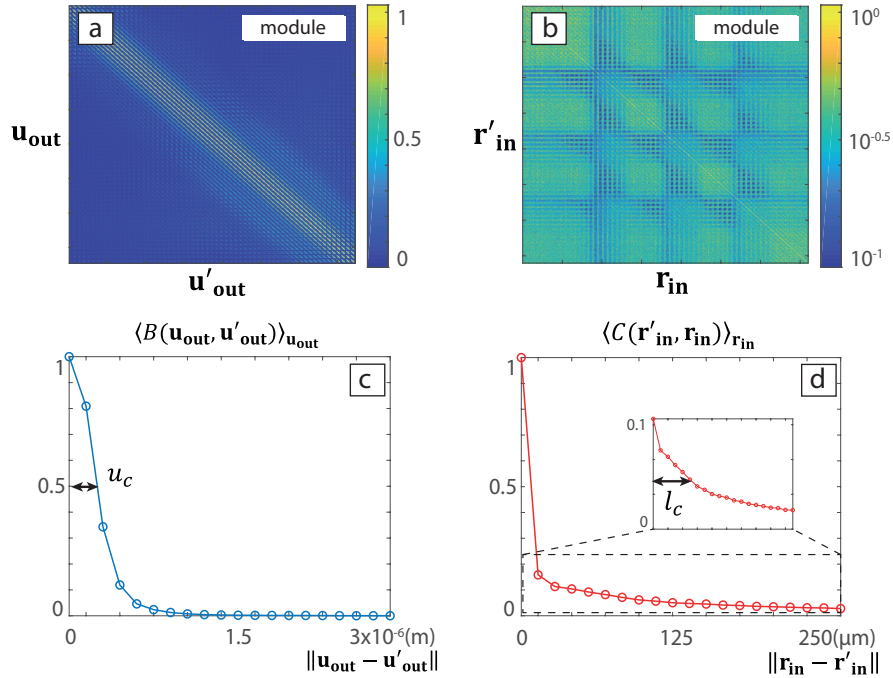 a
module
1
0.5
0
u_out
u'_out
b
module
10⁰
10^-0.5
10^-1
r'_in
r_in
⟨B(u_out, u'_out)⟩_u_out
c
1
0.5
0
u_c
0
1.5
3x10⁻⁶(m)
‖u_out − u'_out‖
⟨C(r'_in, r_in)⟩_r_in
d
1
0.5
0
0.1
0
l_c
0
125
250(μm)
‖r_in − r'_in‖